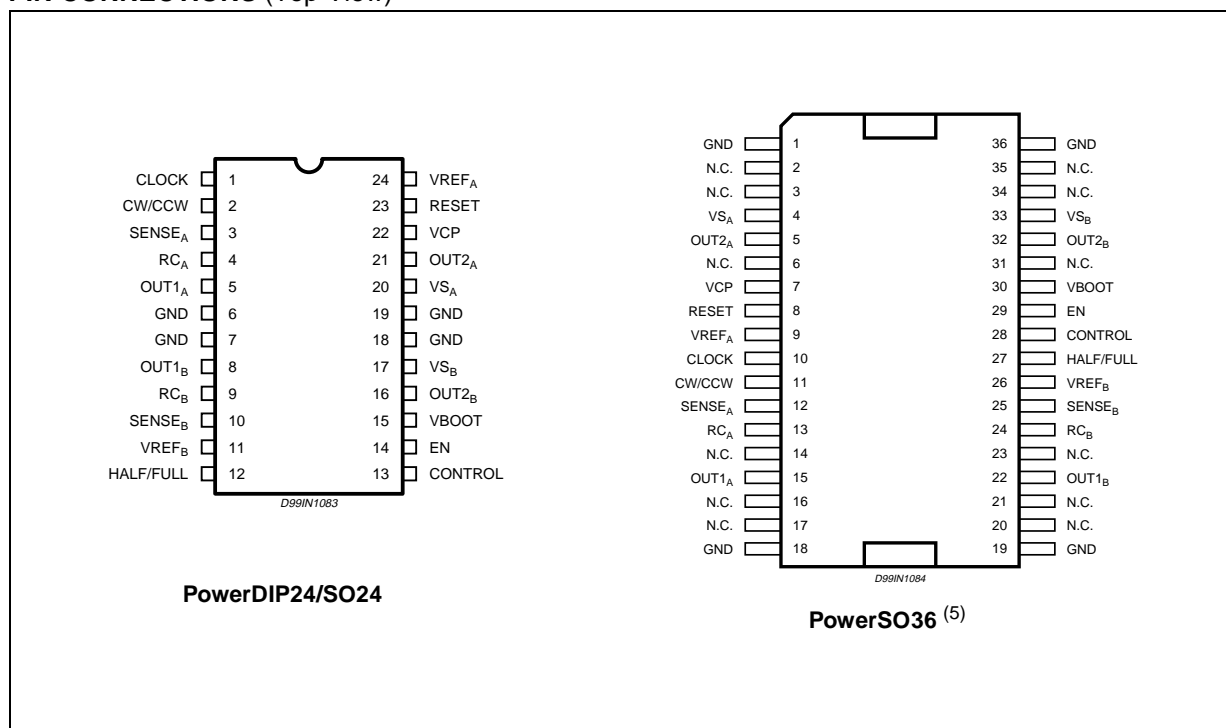 CLOCK 1 24 VREFA
CW/CCW 2 23 RESET
SENSEA 3 22 VCP
RCA 4 21 OUT2A
OUT1A 5 20 VSA
GND 6 19 GND
GND 7 18 GND
OUT1B 8 17 VSB
RCB 9 16 OUT2B
SENSEB 10 15 VBOOT
VREFB 11 14 EN
HALF/FULL 12 13 CONTROL
D99IN1083
PowerDIP24/SO24
GND 1 36 GND
N.C. 2 35 N.C.
N.C. 3 34 N.C.
VSA 4 33 VSB
OUT2A 5 32 OUT2B
N.C. 6 31 N.C.
VCP 7 30 VBOOT
RESET 8 29 EN
VREFA 9 28 CONTROL
CLOCK 10 27 HALF/FULL
CW/CCW 11 26 VREFB
SENSEA 12 25 SENSEB
RCA 13 24 RCB
N.C. 14 23 N.C.
OUT1A 15 22 OUT1B
N.C. 16 21 N.C.
N.C. 17 20 N.C.
GND 18 19 GND
D99IN1084
PowerSO36 (5)